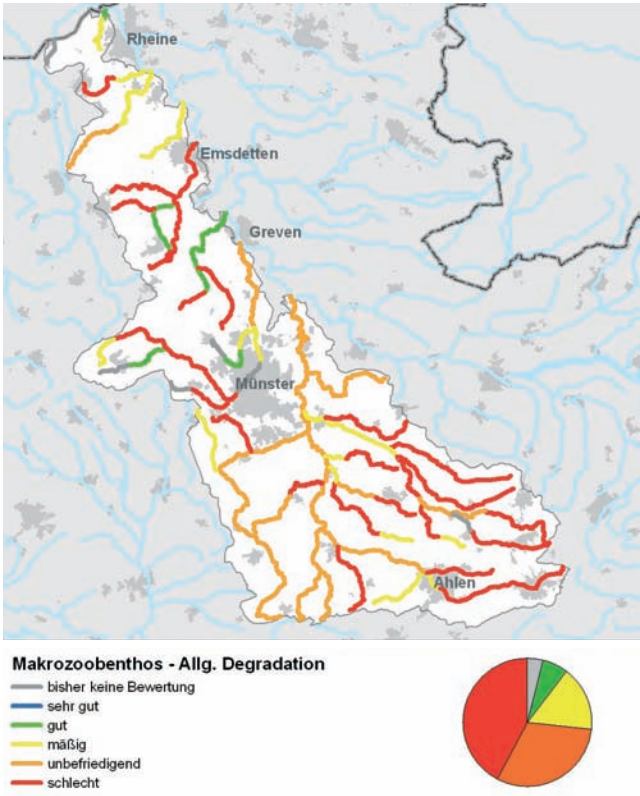 Rheine
Emsdetten
Greven
Münster
Ahlen
Makrozoobenthos - Allg. Degradation
bisher keine Bewertung
sehr gut
gut
mäßig
unbefriedigend
schlecht